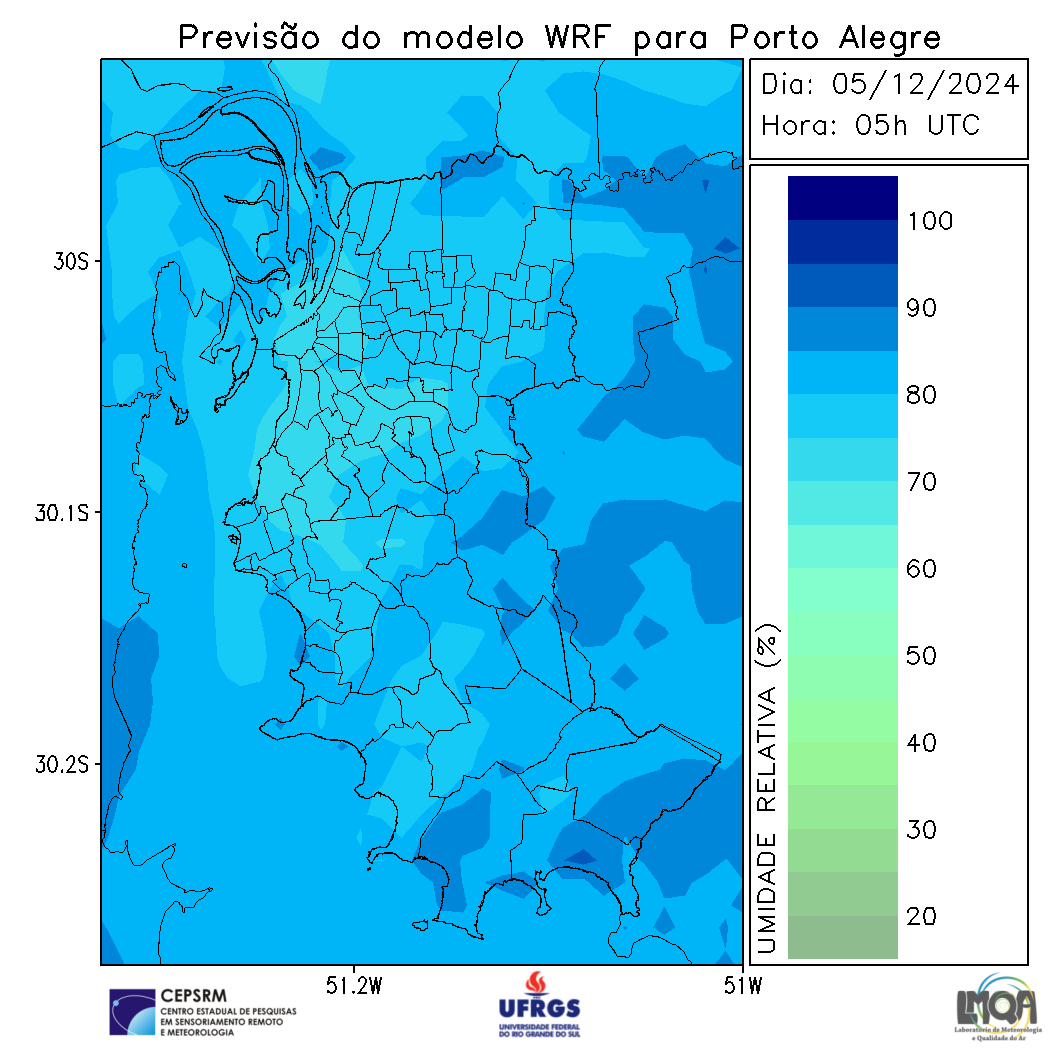 Previsão do modelo WRF para Porto Alegre
Dia: 05/12/2024
Hora: 05h UTC
30S
30.1S
30.2S
51.2W
51W
100
90
80
70
60
50
40
30
20
UMIDADE RELATIVA (%)
CEPSRM
CENTRO ESTADUAL DE PESQUISAS
EM SENSORIAMENTO REMOTO
E METEOROLOGIA
UFRGS
UNIVERSIDADE FEDERAL
DO RIO GRANDE DO SUL
LMQA
Laboratório de Meteorologia
e Qualidade do Ar